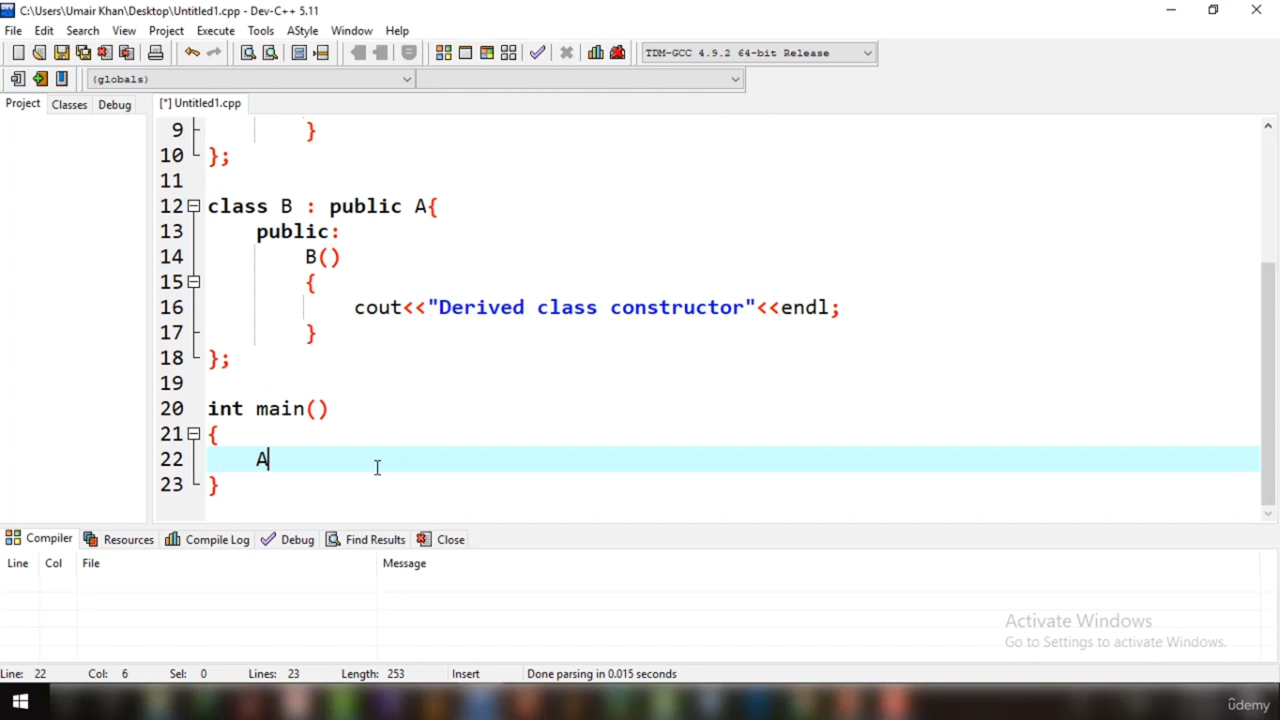 C:\Users\Umair Khan\Desktop\Untitled1.cpp - Dev-C++ 5.11
File Edit Search View Project Execute Tools AStyle Window Help
TDM-GCC 4.9.2 64-bit Release
(globals)
Project Classes Debug [*] Untitled1.cpp
9 }
10 };
11
12 class B : public A{
13 public:
14 B()
15 {
16 cout<<"Derived class constructor"<<endl;
17 }
18 };
19
20 int main()
21 {
22 A
23 }
Compiler Resources Compile Log Debug Find Results Close
Line Col File Message
Activate Windows
Go to Settings to activate Windows.
Line: 22 Col: 6 Sel: 0 Lines: 23 Length: 253 Insert Done parsing in 0.015 seconds
ûdemy